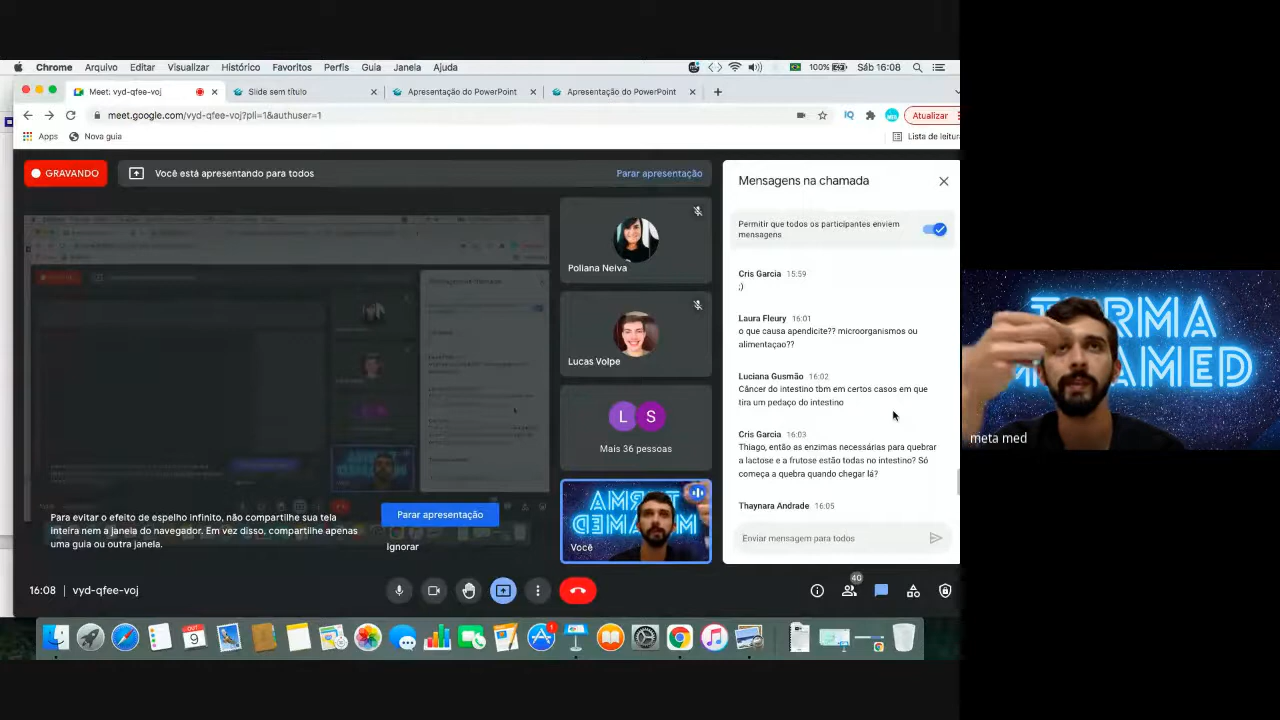 Chrome Arquivo Editar Visualizar Histórico Favoritos Perfis Guia Janela Ajuda
100% Sáb 16:08
Meet: vyd-qfee-voj
Slide sem título
Apresentação do PowerPoint
Apresentação do PowerPoint
meet.google.com/vyd-qfee-voj?pli=1&authuser=1
IQ
Atualizar
Apps
Nova guia
Lista de leitura
GRAVANDO
Você está apresentando para todos
Parar apresentação
Poliana Neiva
Lucas Volpe
L S
Mais 36 pessoas
Você
Para evitar o efeito de espelho infinito, não compartilhe sua tela
inteira nem a janela do navegador. Em vez disso, compartilhe apenas
uma guia ou outra janela.
Parar apresentação
Ignorar
Mensagens na chamada
Permitir que todos os participantes enviem
mensagens
Cris Garcia 15:59
;)
Laura Fleury 16:01
o que causa apendicite?? microorganismos ou
alimentaçao??
Luciana Gusmão 16:02
Câncer do intestino tbm em certos casos em que
tira um pedaço do intestino
Cris Garcia 16:03
Thiago, então as enzimas necessárias para quebrar
a lactose e a frutose estão todas no intestino? Só
começa a quebra quando chegar lá?
Thaynara Andrade 16:05
Enviar mensagem para todos
16:08 | vyd-qfee-voj
40
OUT
9
1
meta med